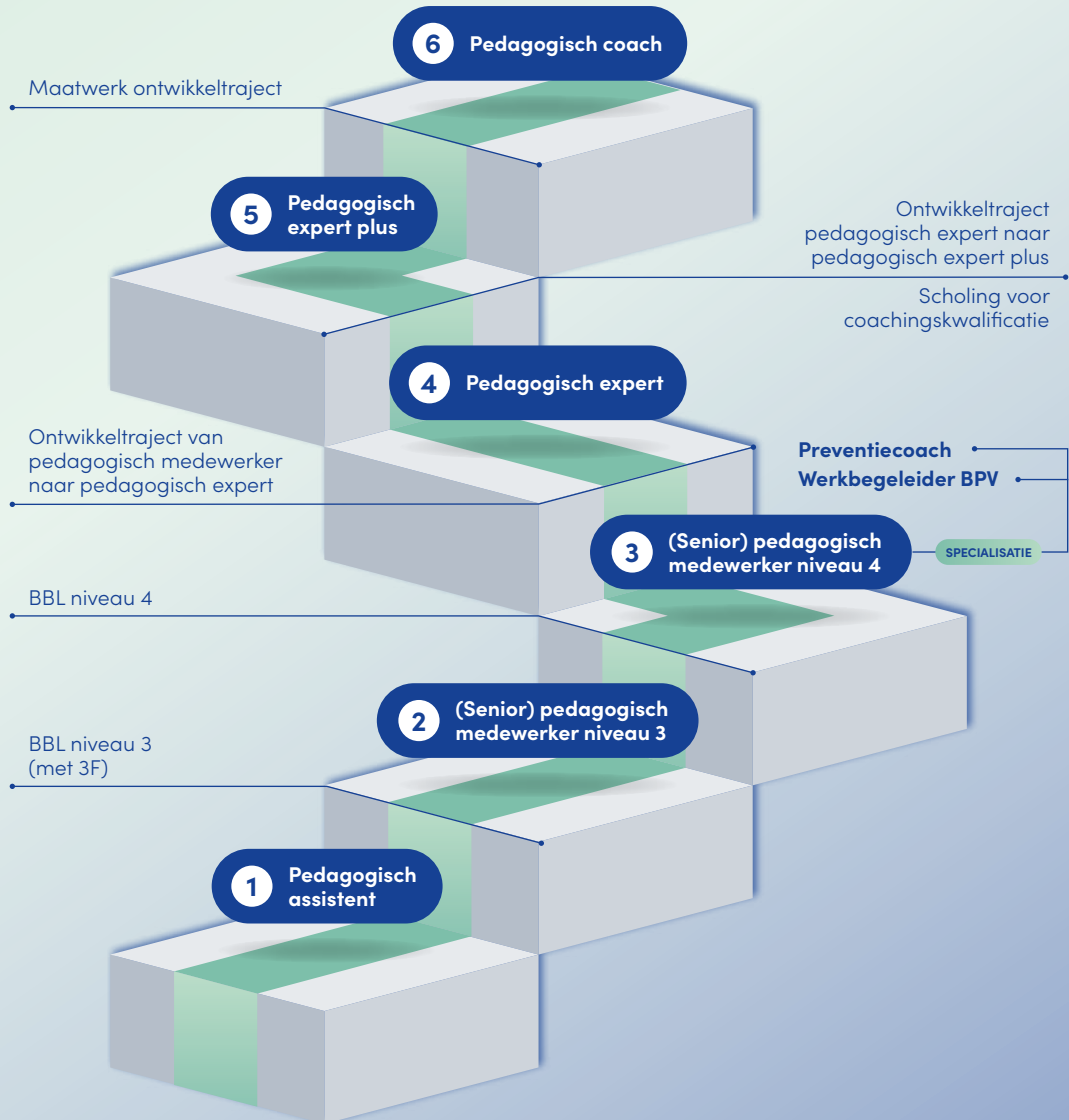 6 Pedagogisch coach
Maatwerk ontwikkeltraject
5 Pedagogisch
expert plus
Ontwikkeltraject
pedagogisch expert naar
pedagogisch expert plus
Scholing voor
coachingskwalificatie
4 Pedagogisch expert
Ontwikkeltraject van
pedagogisch medewerker
naar pedagogisch expert
Preventiecoach
Werkbegeleider BPV
3 (Senior) pedagogisch
medewerker niveau 4
SPECIALISATIE
BBL niveau 4
2 (Senior) pedagogisch
medewerker niveau 3
BBL niveau 3
(met 3F)
1 Pedagogisch
assistent